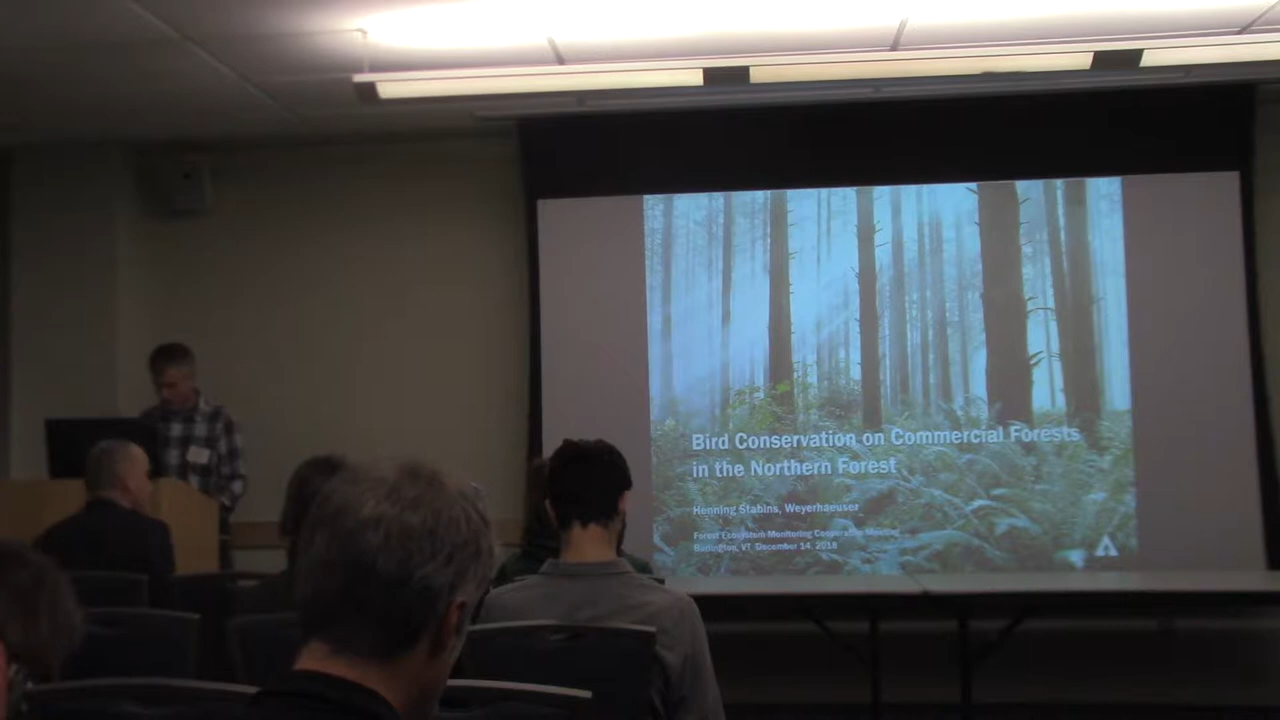 Bird Conservation on Commercial Forests
in the Northern Forest
Henning Stabins, Weyerhaeuser
Forest Ecosystem Monitoring Cooperative Meeting
Burlington, VT December 14, 2018